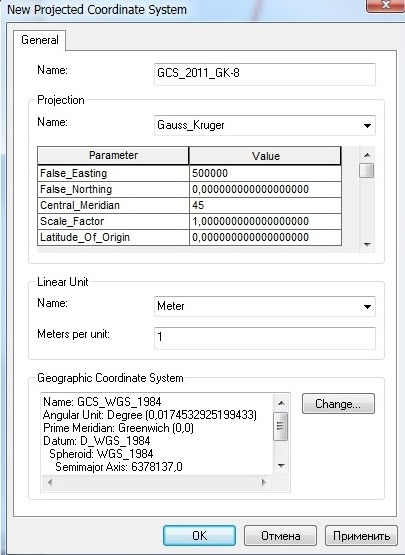 New Projected Coordinate System
General
Name: GCS_2011_GK-8
Projection
Name: Gauss_Kruger
Parameter Value
False_Easting 500000
False_Northing 0,000000000000000000
Central_Meridian 45
Scale_Factor 1,000000000000000000
Latitude_Of_Origin 0,000000000000000000
Linear Unit
Name: Meter
Meters per unit: 1
Geographic Coordinate System
Name: GCS_WGS_1984
Angular Unit: Degree (0,0174532925199433)
Prime Meridian: Greenwich (0,0)
Datum: D_WGS_1984
Spheroid: WGS_1984
Semimajor Axis: 6378137,0
Change...
OK Отмена Применить